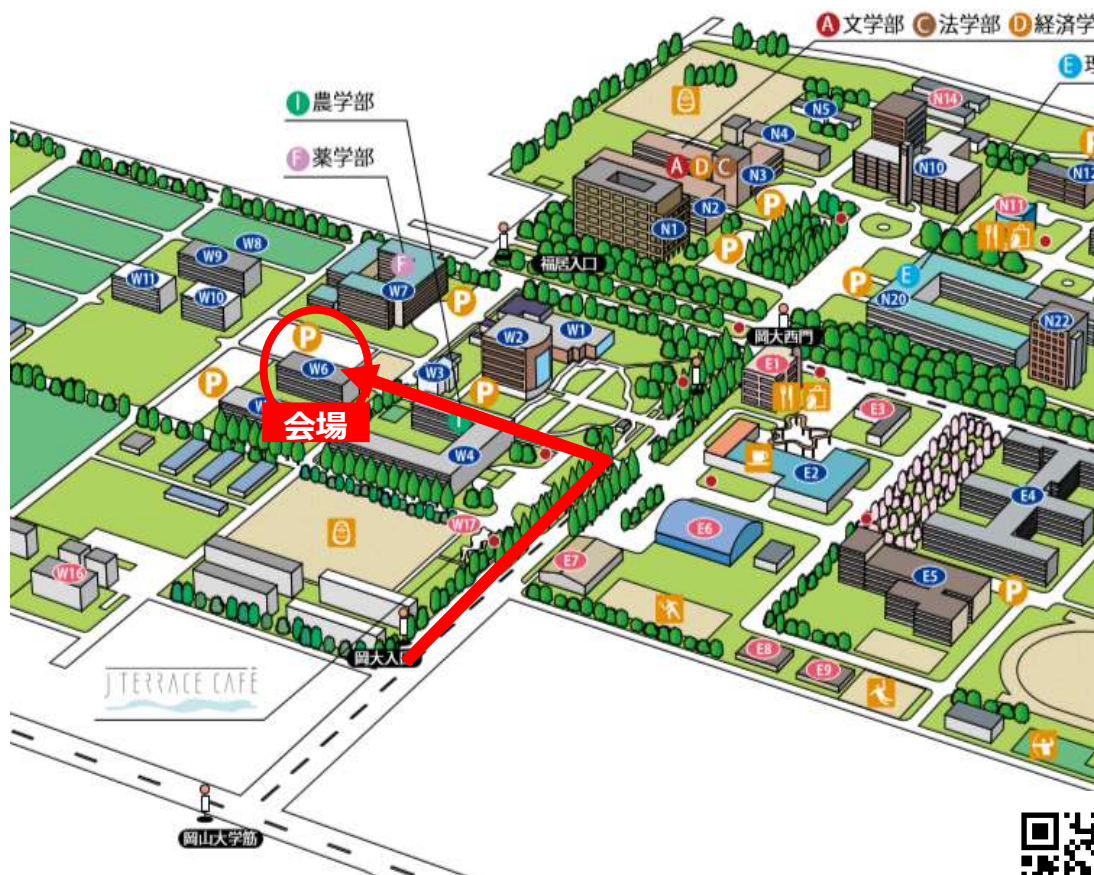 A 文学部 C 法学部 D 経済学
E 理
I 農学部
F 薬学部
N14
N5
N4
N10
N12
A D C
N3
N2
N11
N1
W8
W9
福居入口
F
W11
W10
W7
E
N20
N22
W2
W1
岡大西門
W6
W3
E1
会場
I
E3
W4
E2
E4
W17
E6
W16
E7
E5
岡大入口
E8
E9
J TERRACE CAFÉ
岡山大学筋
P
P
P
P
P
P
P
P
P